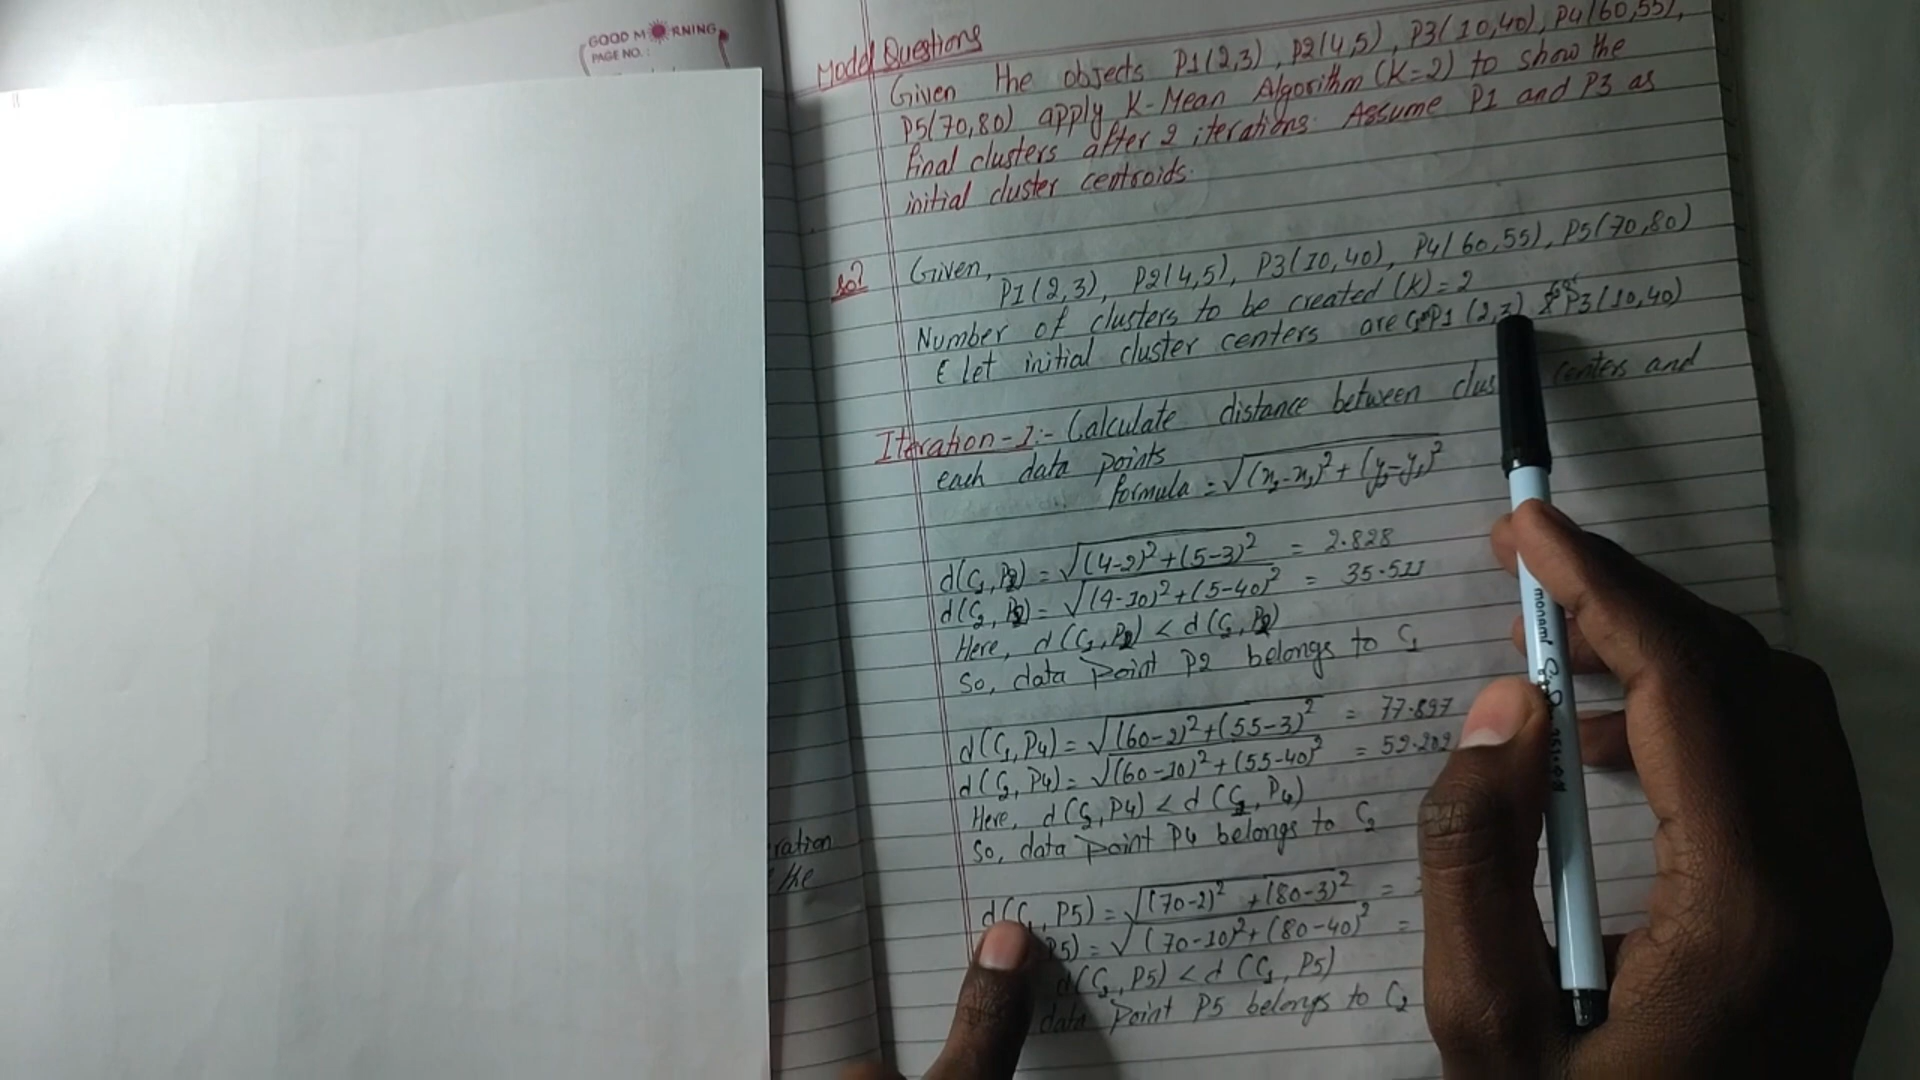 GOOD MORNING
PAGE NO. :
Model Questions
Given the objects P1(2,3), P2(4,5), P3(10,40), P4(60,55),
P5(70,80) apply K-Mean Algorithm (K=2) to show the
final clusters after 2 iterations. Assume P1 and P3 as
initial cluster centroids.
Given,
P1(2,3), P2(4,5), P3(10,40), P4(60,55), P5(70,80)
Number of clusters to be created (k) = 2
& let initial cluster centers are P1 (2,3) P3(10,40)
Iteration-1:- Calculate distance between centers and
each data points
formula = √(x₂-x₁)²+(y₂-y₁)²
d(C₁,P2) = √(4-2)²+(5-3)² = 2.828
d(C₂,P2) = √(4-10)²+(5-40)² = 35.511
Here, d(C₁,P2) < d(C₂,P2)
So, data point P2 belongs to C₁
d(C₁,P4) = √(60-2)²+(55-3)² = 77.897
d(C₂,P4) = √(60-10)²+(55-40)² = 52.202
Here, d(C₂,P4) < d(C₁,P4)
So, data point P4 belongs to C₂
d(C₁,P5) = √(70-2)²+(80-3)² =
P5) = √(70-10)²+(80-40)² =
d(C₂,P5) < d(C₁,P5)
data point P5 belongs to C₂
ration
the
monami